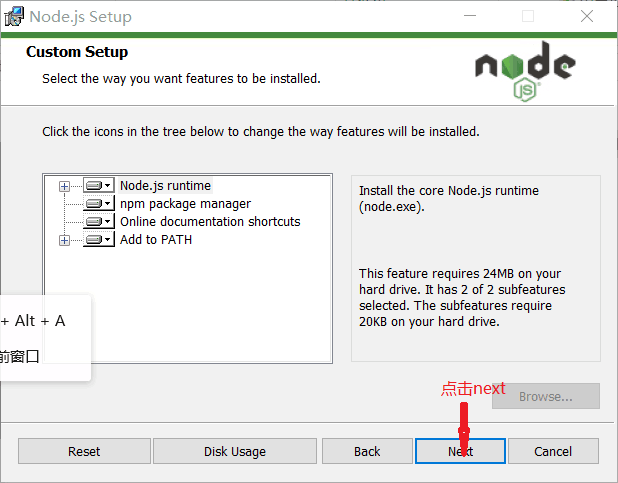 Node.js Setup
Custom Setup
Select the way you want features to be installed.
node
JS
Click the icons in the tree below to change the way features will be installed.
Node.js runtime
npm package manager
Online documentation shortcuts
Add to PATH
Install the core Node.js runtime
(node.exe).
This feature requires 24MB on your
hard drive. It has 2 of 2 subfeatures
selected. The subfeatures require
20KB on your hard drive.
+ Alt + A
前窗口
点击next
Browse...
Reset
Disk Usage
Back
Next
Cancel